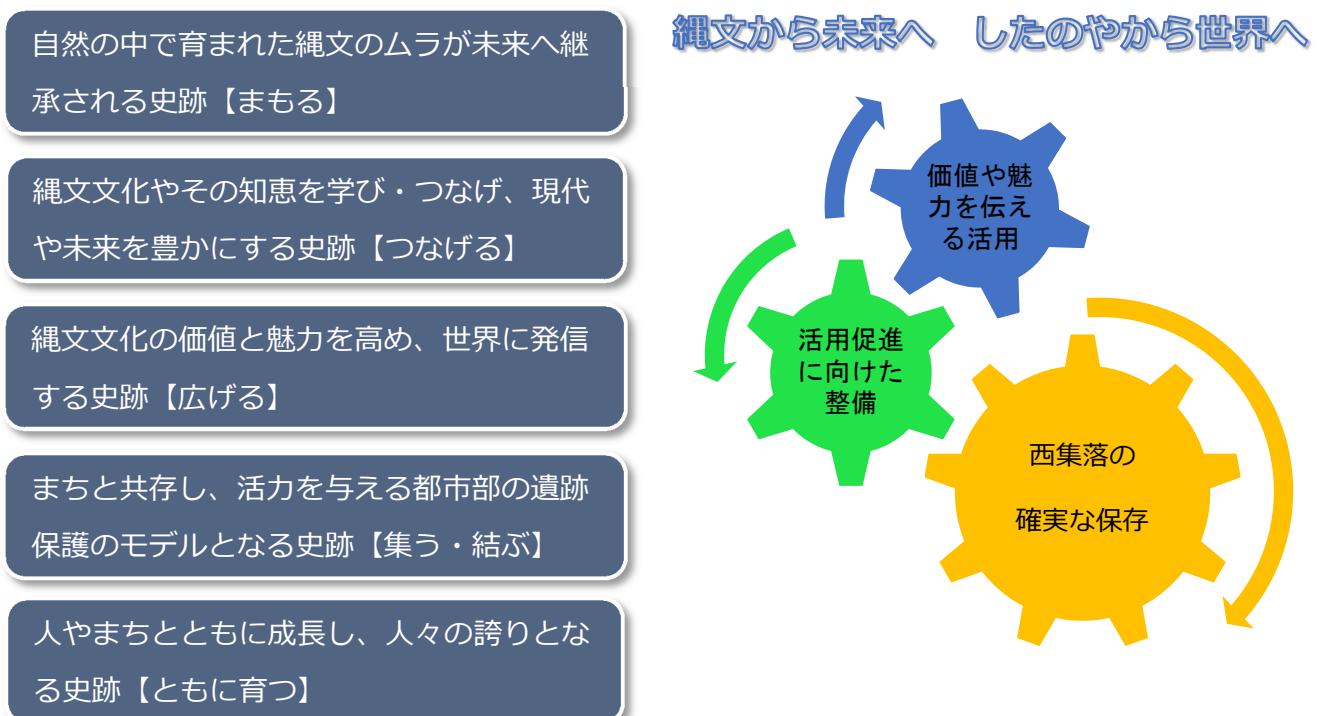 自然の中で育まれた縄文のムラが未来へ継
承される史跡【まもる】
縄文文化やその知恵を学び・つなげ、現代
や未来を豊かにする史跡【つなげる】
縄文文化の価値と魅力を高め、世界に発信
する史跡【広げる】
まちと共存し、活力を与える都市部の遺跡
保護のモデルとなる史跡【集う・結ぶ】
人やまちとともに成長し、人々の誇りとな
る史跡【ともに育つ】
縄文から未来へ　したのやから世界へ
価値や魅
力を伝え
る活用
活用促進
に向けた
整備
西集落の
確実な保存